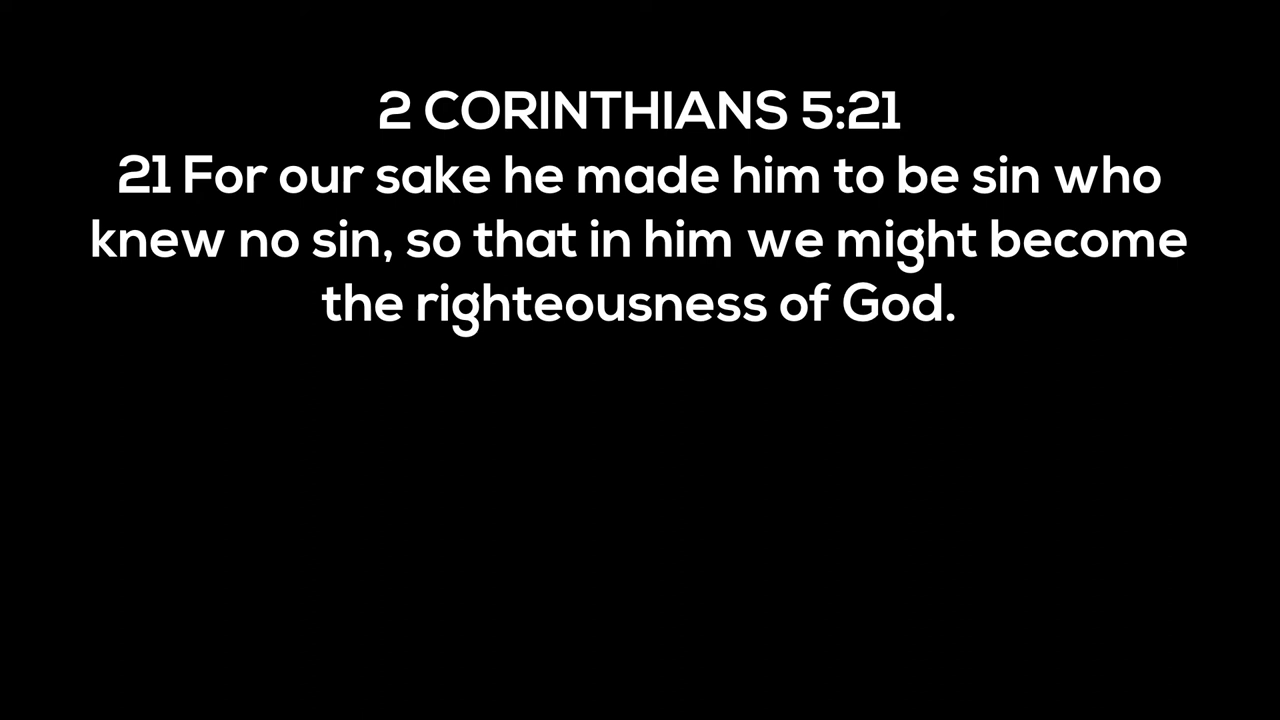 2 CORINTHIANS 5:21
21 For our sake he made him to be sin who
knew no sin, so that in him we might become
the righteousness of God.